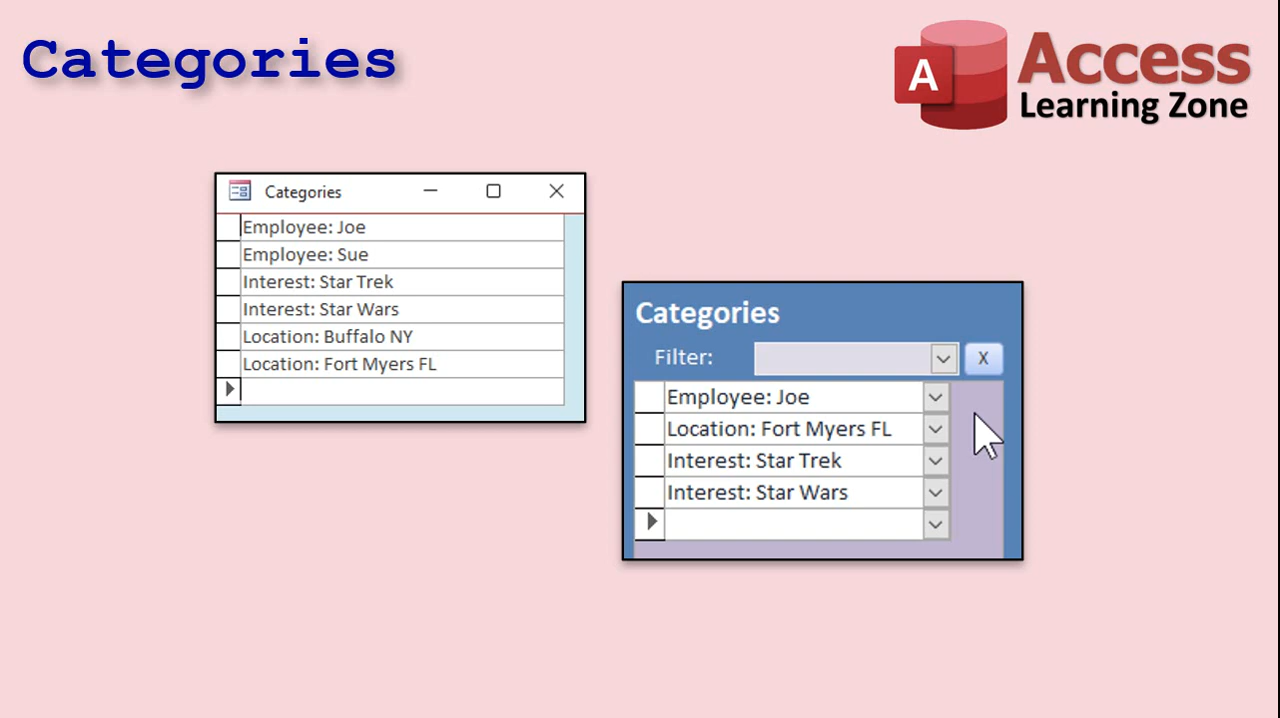 Categories
A
Access
Learning Zone
Categories
Employee: Joe
Employee: Sue
Interest: Star Trek
Interest: Star Wars
Location: Buffalo NY
Location: Fort Myers FL
Categories
Filter:
X
Employee: Joe
Location: Fort Myers FL
Interest: Star Trek
Interest: Star Wars